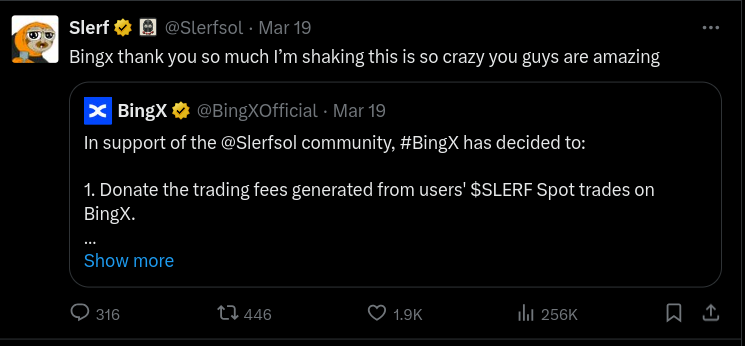 Slerf @Slerfsol · Mar 19
Bingx thank you so much I’m shaking this is so crazy you guys are amazing
BingX @BingXOfficial · Mar 19
In support of the @Slerfsol community, #BingX has decided to:
1. Donate the trading fees generated from users' $SLERF Spot trades on
BingX.
...
Show more
316 446 1.9K 256K